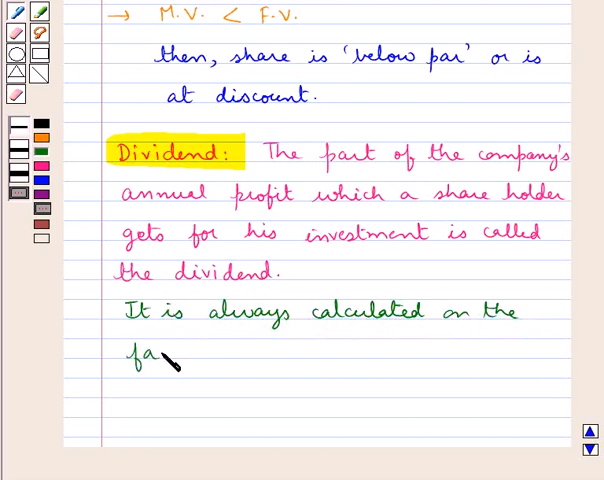 → M.V. < F.V.
then, share is 'below par' or is
at discount.
Dividend: The part of the company's
annual profit which a share holder
gets for his investment is called
the dividend.
It is always calculated on the
fa